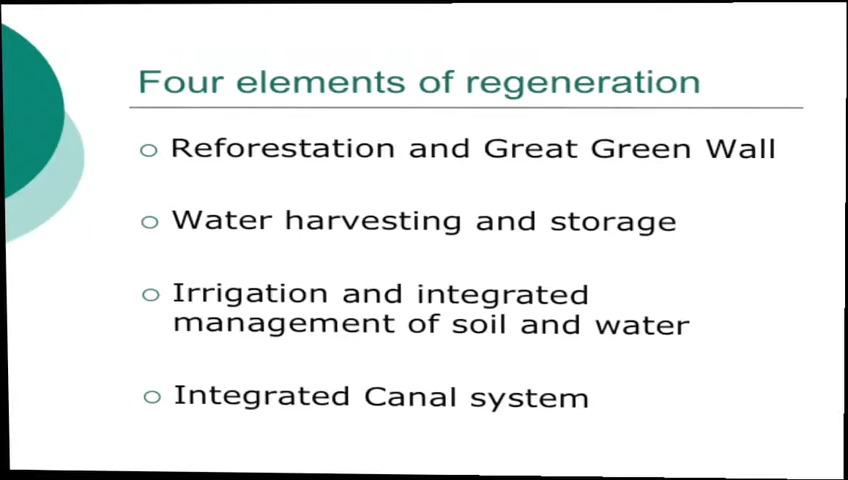 Four elements of regeneration
Reforestation and Great Green Wall
Water harvesting and storage
Irrigation and integrated
management of soil and water
Integrated Canal system